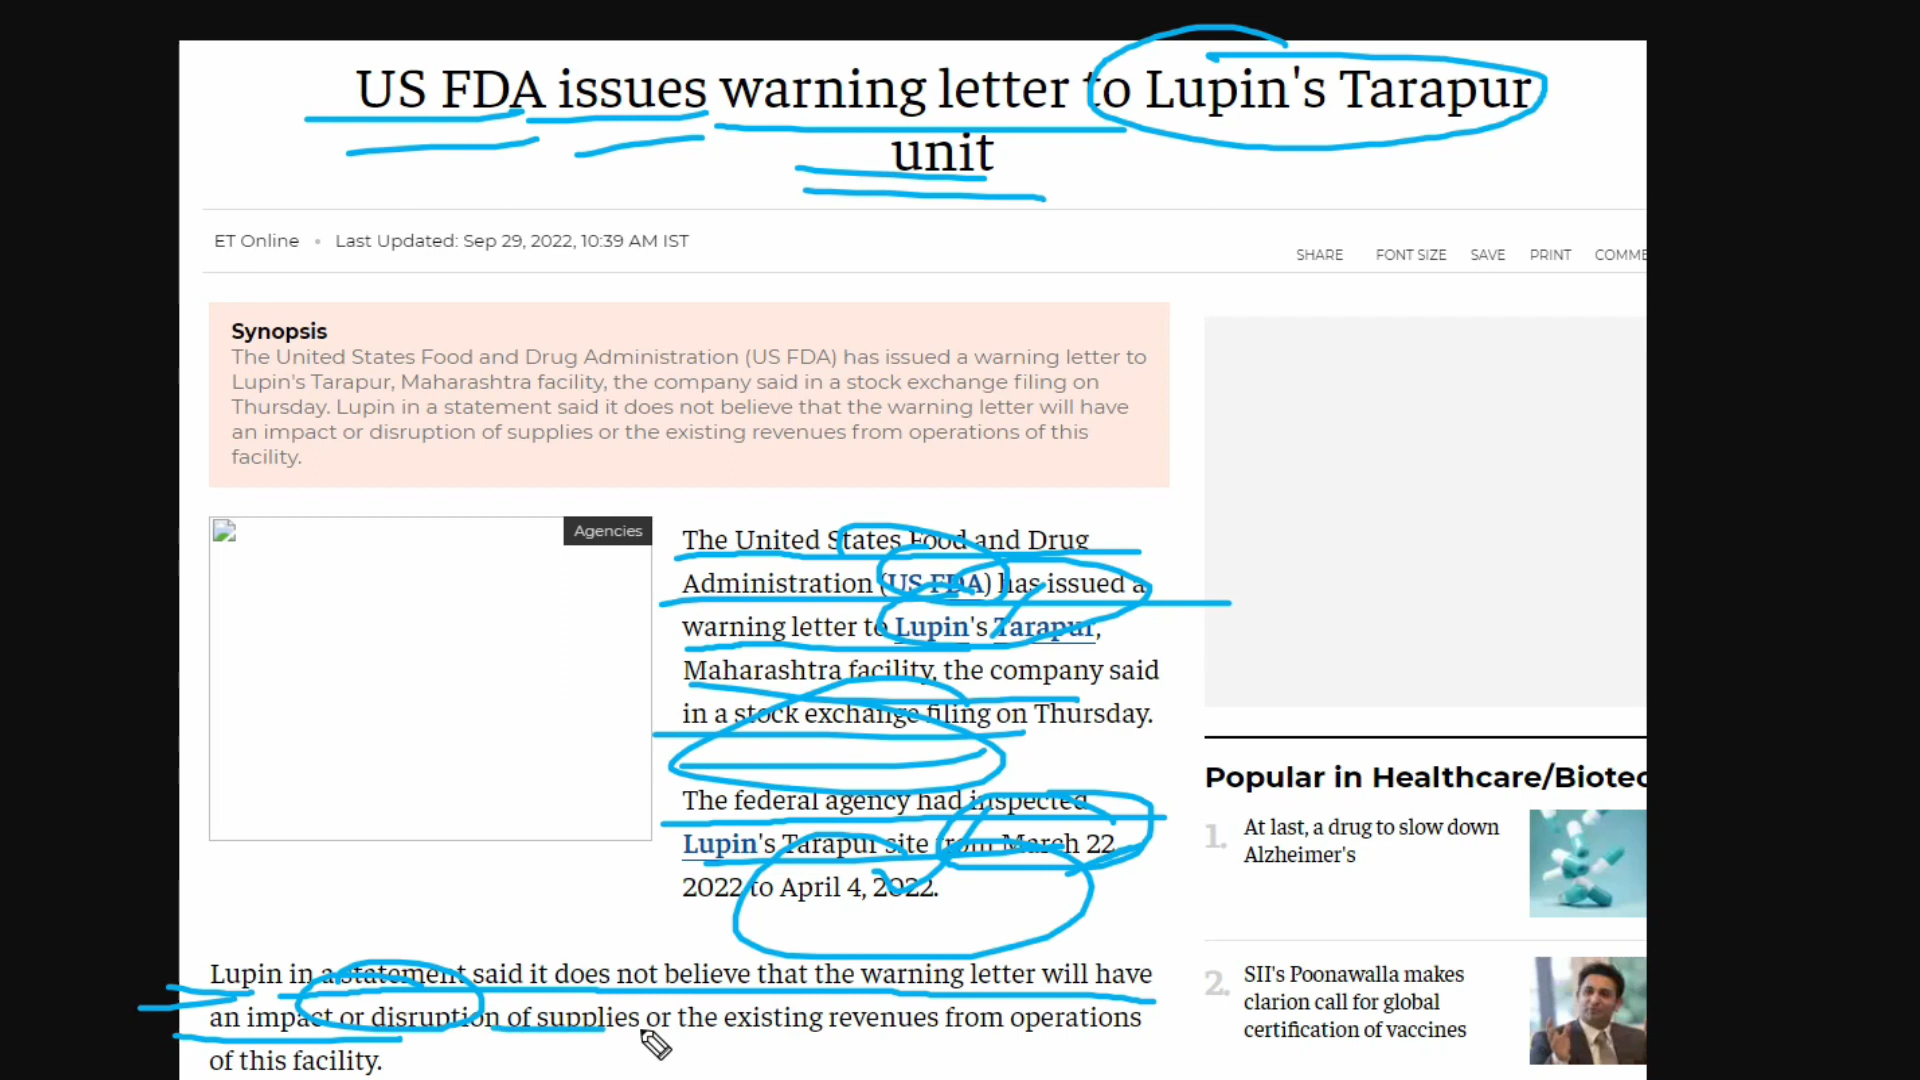 US FDA issues warning letter to Lupin's Tarapur
unit
ET Online • Last Updated: Sep 29, 2022, 10:39 AM IST
SHARE FONT SIZE SAVE PRINT COMME
Synopsis
The United States Food and Drug Administration (US FDA) has issued a warning letter to
Lupin's Tarapur, Maharashtra facility, the company said in a stock exchange filing on
Thursday. Lupin in a statement said it does not believe that the warning letter will have
an impact or disruption of supplies or the existing revenues from operations of this
facility.
Agencies
The United States Food and Drug
Administration (US FDA) has issued a
warning letter to Lupin's Tarapur,
Maharashtra facility, the company said
in a stock exchange filing on Thursday.
The federal agency had inspected
Lupin's Tarapur site from March 22
2022 to April 4, 2022.
Lupin in a statement said it does not believe that the warning letter will have
an impact or disruption of supplies or the existing revenues from operations
of this facility.
Popular in Healthcare/Biotec
1. At last, a drug to slow down
Alzheimer's
2. SII's Poonawalla makes
clarion call for global
certification of vaccines